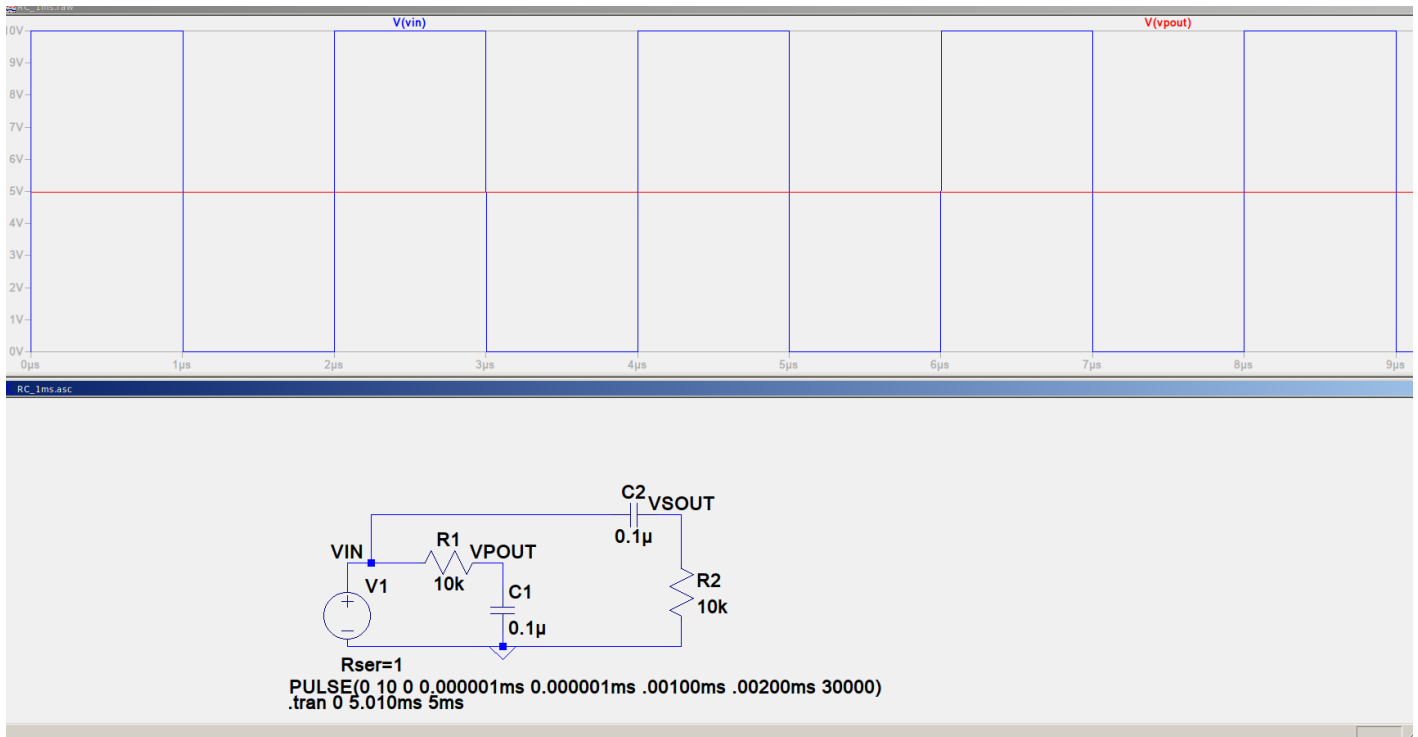 RC_1ms.raw
V(vin) V(vpout)
10V
9V
8V
7V
6V
5V
4V
3V
2V
1V
0V
0µs 1µs 2µs 3µs 4µs 5µs 6µs 7µs 8µs 9µs
RC_1ms.asc
C2 VSOUT
0.1µ
VIN R1 VPOUT
V1 10k C1 R2
+ 10k
0.1µ
Rser=1
PULSE(0 10 0 0.000001ms 0.000001ms .00100ms .00200ms 30000)
.tran 0 5.010ms 5ms